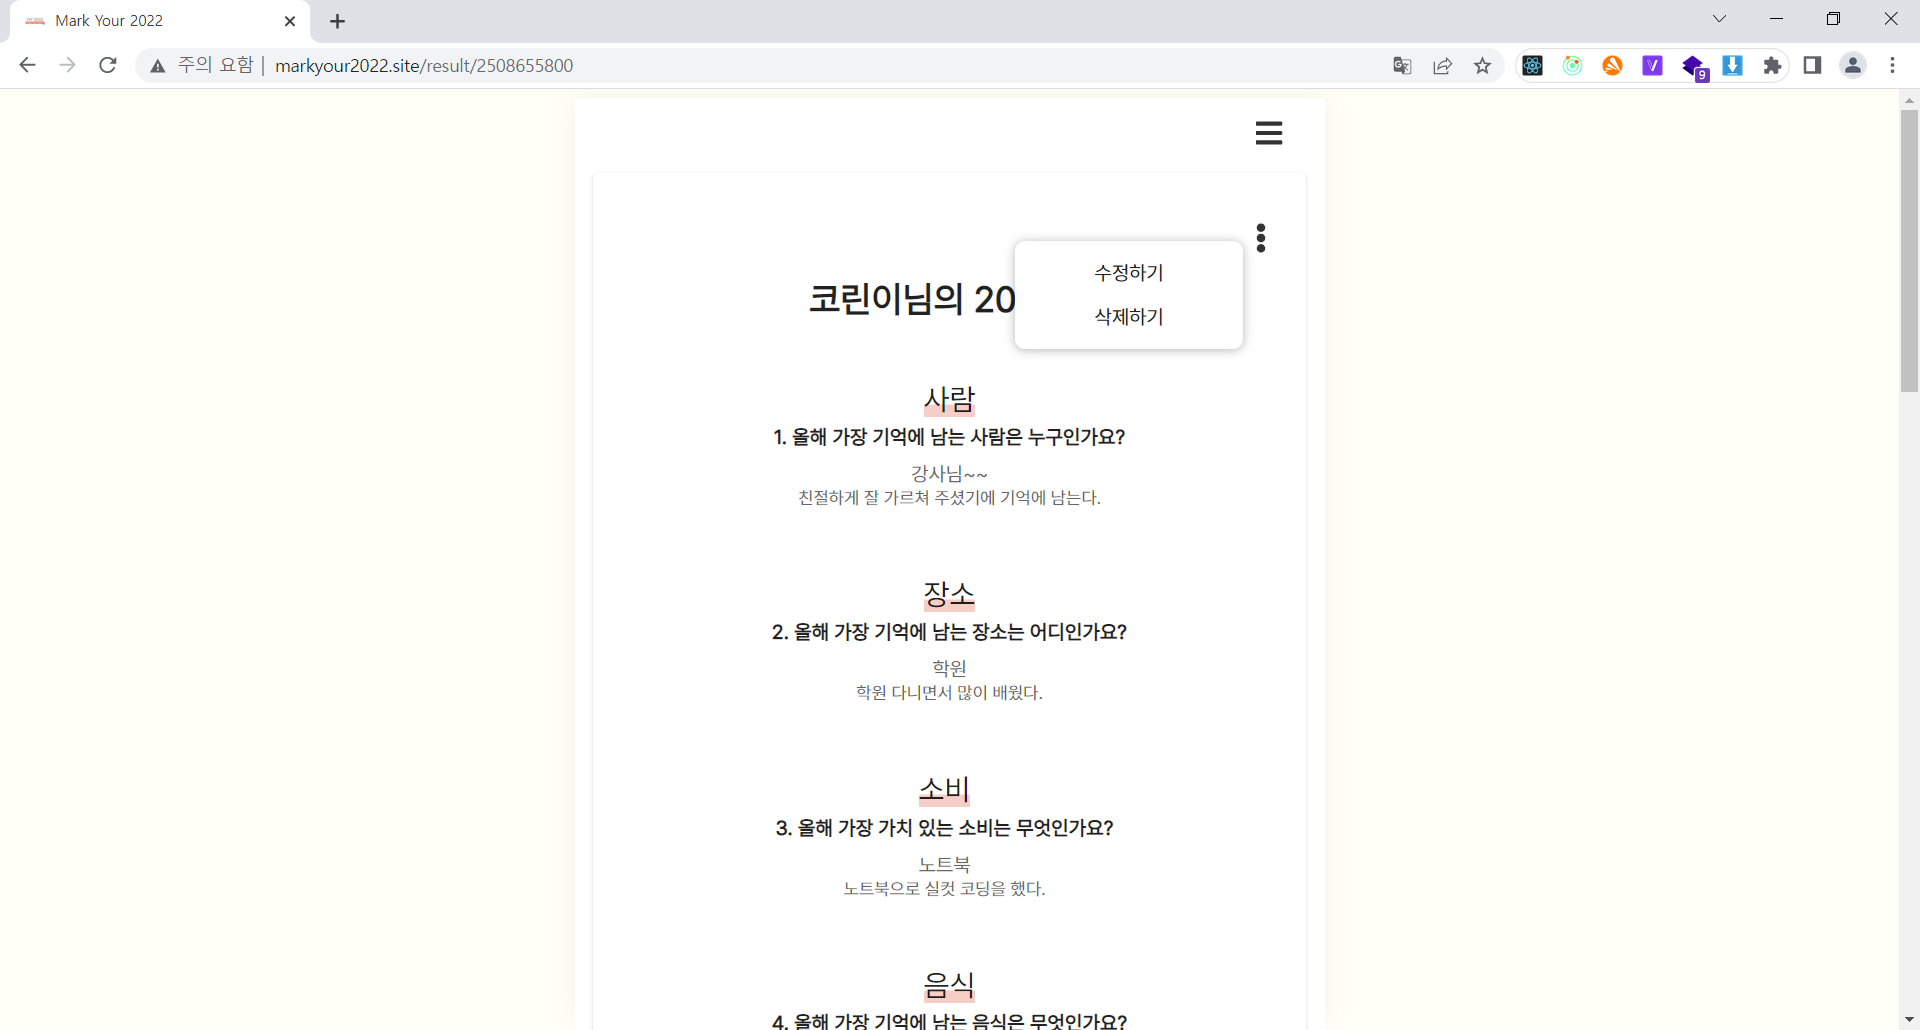 Mark Your 2022
주의 요함
markyour2022.site/result/2508655800
9
수정하기
삭제하기
코린이님의 20
사람
1. 올해 가장 기억에 남는 사람은 누구인가요?
강사님~~
친절하게 잘 가르쳐 주셨기에 기억에 남는다.
장소
2. 올해 가장 기억에 남는 장소는 어디인가요?
학원
학원 다니면서 많이 배웠다.
소비
3. 올해 가장 가치 있는 소비는 무엇인가요?
노트북
노트북으로 실컷 코딩을 했다.
음식
4. 올해 가장 기억에 남는 음식은 무엇인가요?